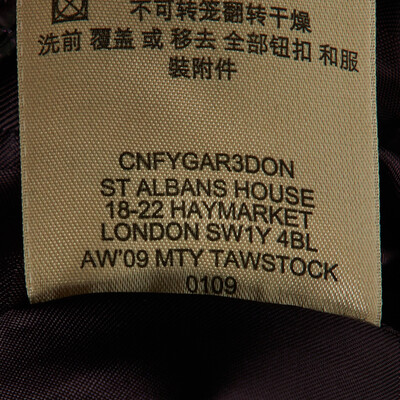 不可转笼翻转干燥
洗前 覆盖 或 移去 全部钮扣 和服
裝附件
CNFYGAR3DON
ST ALBANS HOUSE
18-22 HAYMARKET
LONDON SW1Y 4BL
AW'09 MTY TAWSTOCK
0109